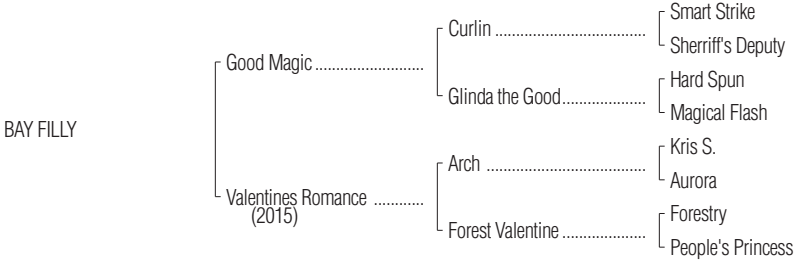 Smart Strike
Curlin ....................................
Sherriff's Deputy
Good Magic ..........................
Hard Spun
Glinda the Good....................
Magical Flash
BAY FILLY
Kris S.
Arch ......................................
Aurora
Valentines Romance ............
(2015)
Forestry
Forest Valentine ....................
People's Princess